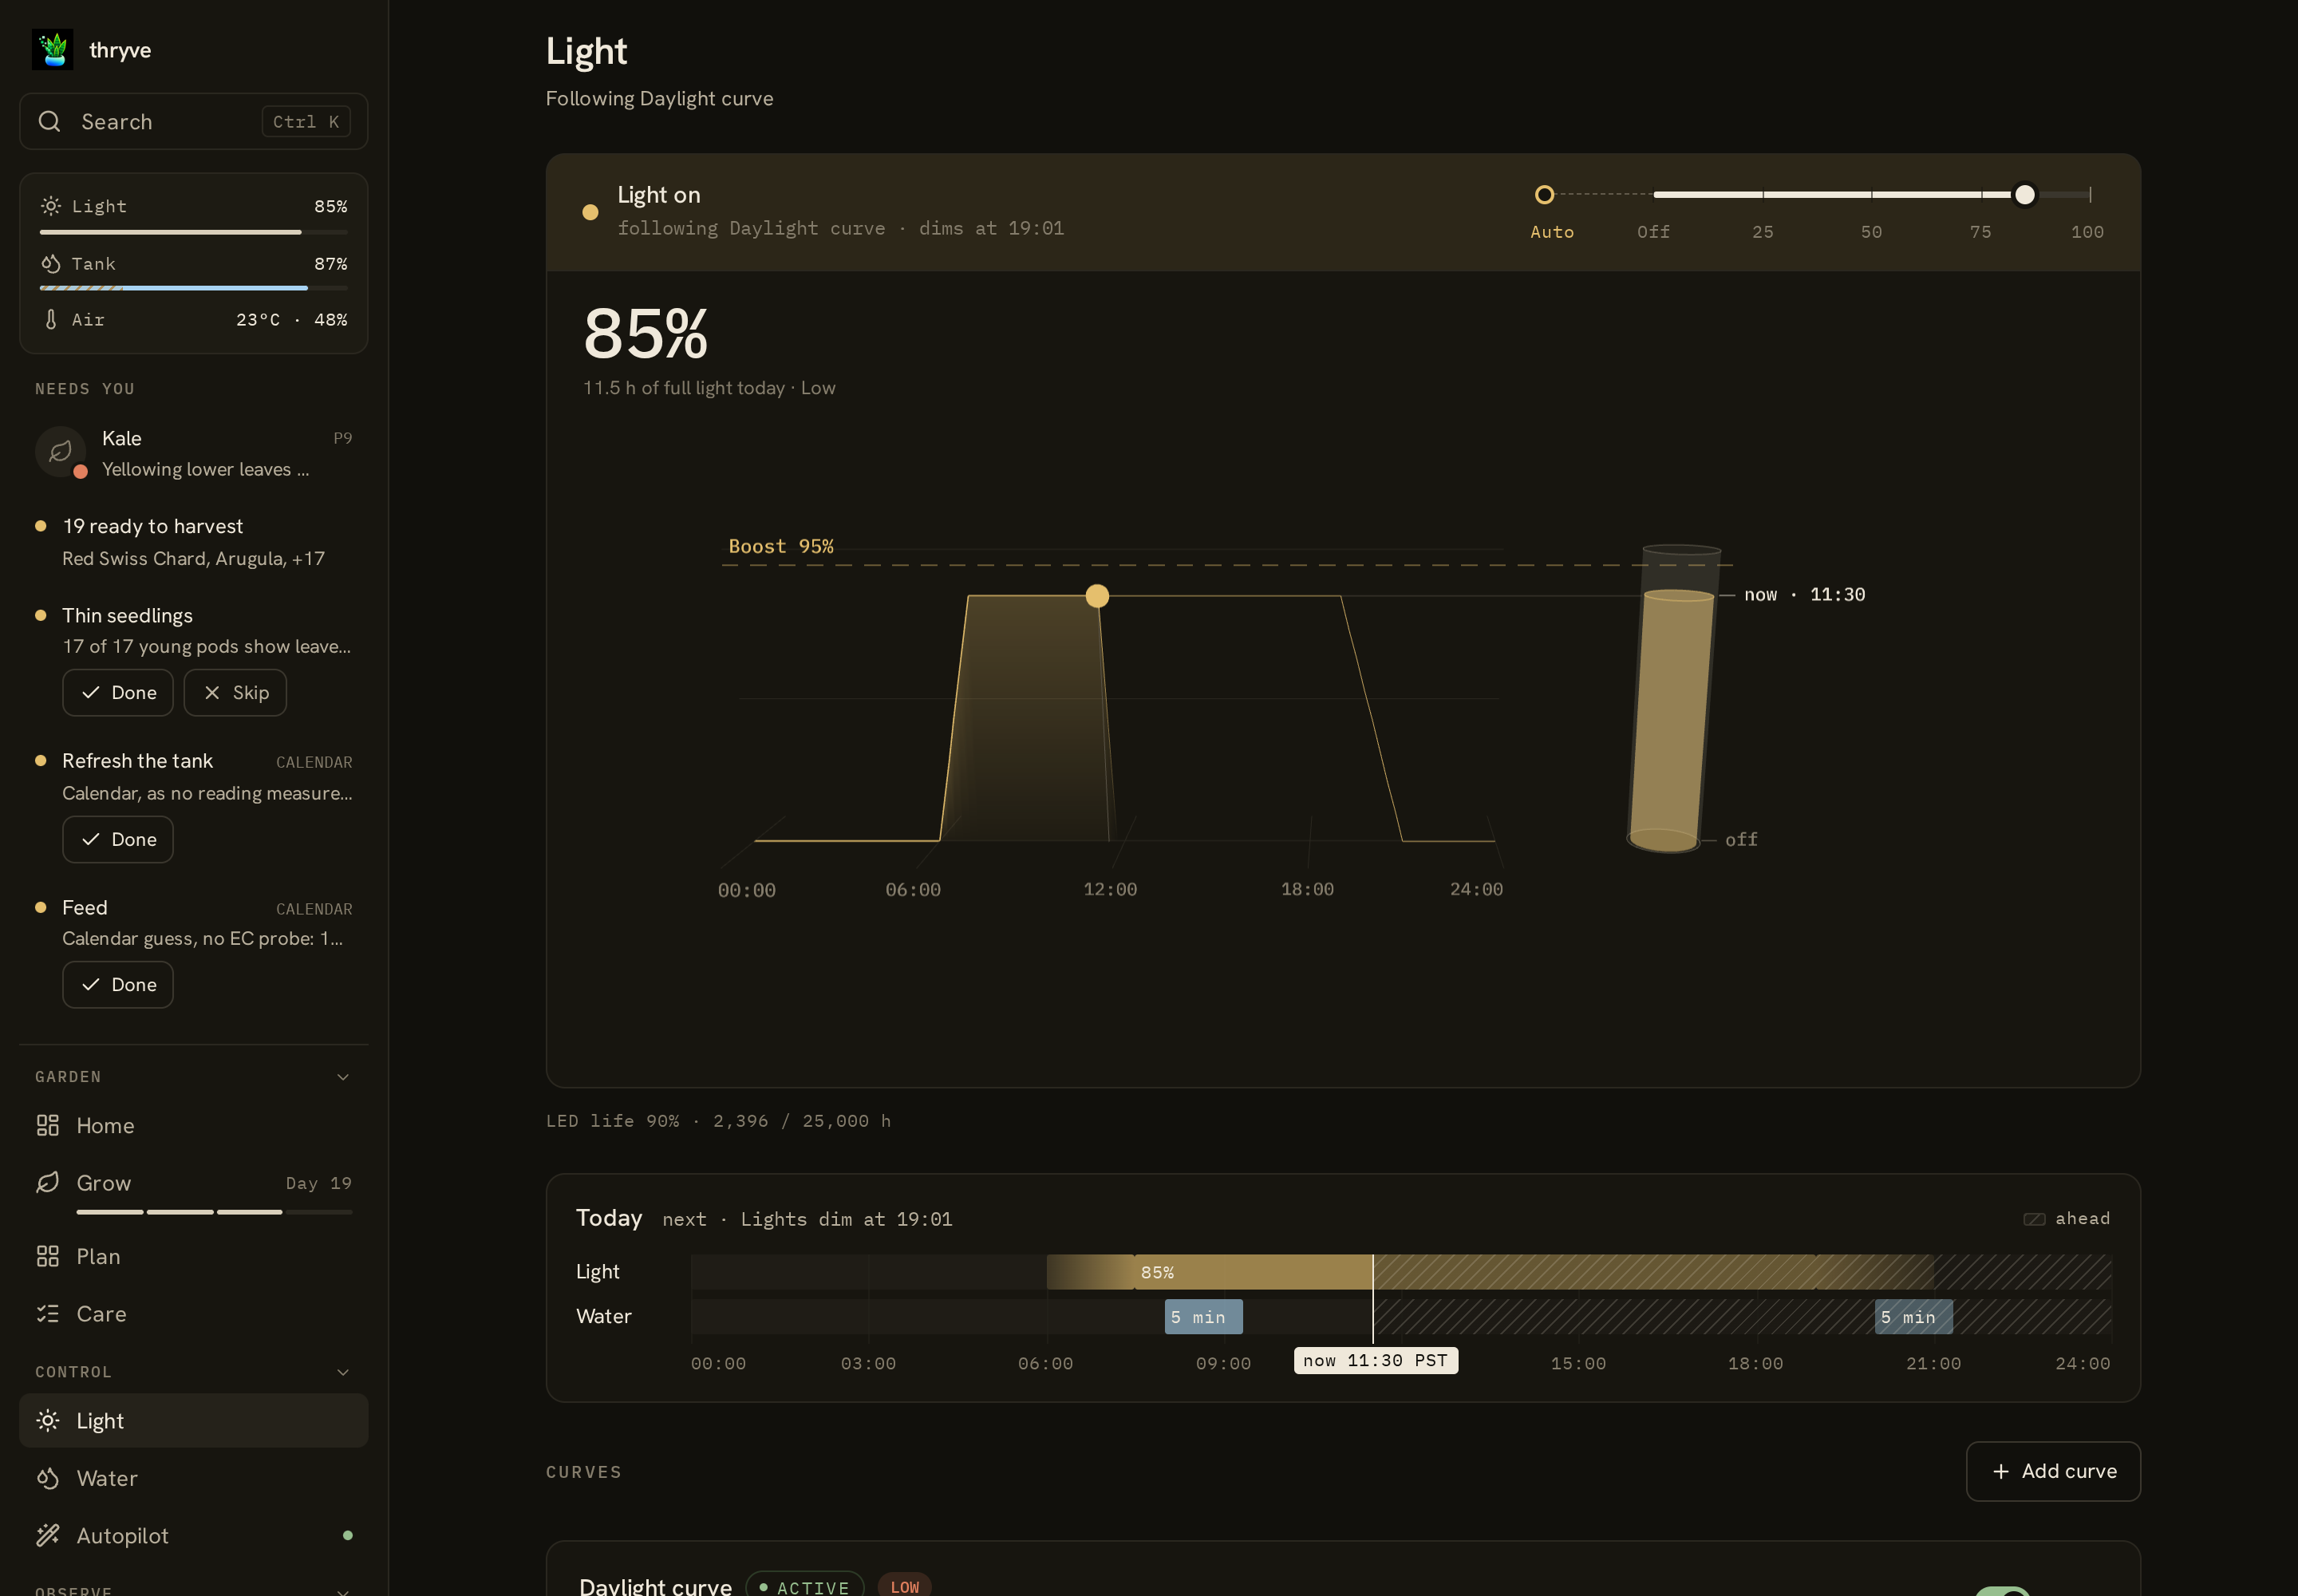 thryve
Search Ctrl K
Light 85%
Tank 87%
Air 23°C · 48%
NEEDS YOU
Kale P9
Yellowing lower leaves ...
19 ready to harvest
Red Swiss Chard, Arugula, +17
Thin seedlings
17 of 17 young pods show leave...
Done Skip
Refresh the tank CALENDAR
Calendar, as no reading measure...
Done
Feed CALENDAR
Calendar guess, no EC probe: 1...
Done
GARDEN
Home
Grow Day 19
Plan
Care
CONTROL
Light
Water
Autopilot
OBSERVE
Light
Following Daylight curve
Light on
following Daylight curve · dims at 19:01
Auto Off 25 50 75 100
85%
11.5 h of full light today · Low
Boost 95%
now · 11:30
off
00:00 06:00 12:00 18:00 24:00
LED life 90% · 2,396 / 25,000 h
Today next · Lights dim at 19:01 ahead
Light 85%
Water 5 min 5 min
00:00 03:00 06:00 09:00 now 11:30 PST 15:00 18:00 21:00 24:00
CURVES Add curve
Daylight curve ACTIVE LOW